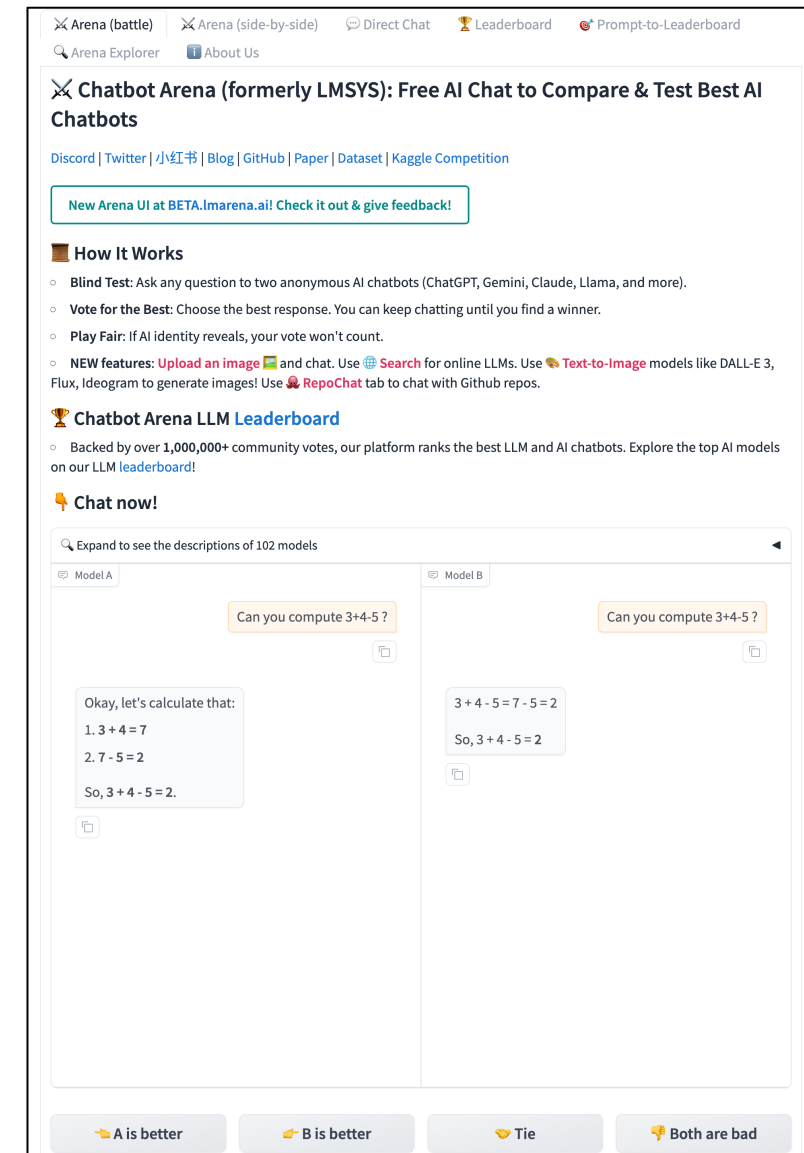 ⚔️ Arena (battle) ⚔️ Arena (side-by-side) 💬 Direct Chat 🏆 Leaderboard 🎯 Prompt-to-Leaderboard
🔍 Arena Explorer ℹ️ About Us
⚔️ Chatbot Arena (formerly LMSYS): Free AI Chat to Compare & Test Best AI
Chatbots
Discord | Twitter | 小红书 | Blog | GitHub | Paper | Dataset | Kaggle Competition
New Arena UI at BETA.lmarena.ai! Check it out & give feedback!
📜 How It Works
◦ Blind Test: Ask any question to two anonymous AI chatbots (ChatGPT, Gemini, Claude, Llama, and more).
◦ Vote for the Best: Choose the best response. You can keep chatting until you find a winner.
◦ Play Fair: If AI identity reveals, your vote won't count.
◦ NEW features: Upload an image 🖼️ and chat. Use 🌐 Search for online LLMs. Use 🎨 Text-to-Image models like DALL-E 3,
Flux, Ideogram to generate images! Use 🐙 RepoChat tab to chat with Github repos.
🏆 Chatbot Arena LLM Leaderboard
◦ Backed by over 1,000,000+ community votes, our platform ranks the best LLM and AI chatbots. Explore the top AI models
on our LLM leaderboard!
👇 Chat now!
🔍 Expand to see the descriptions of 102 models
Model A
Can you compute 3+4-5 ?
Okay, let's calculate that:
1. 3 + 4 = 7
2. 7 - 5 = 2
So, 3 + 4 - 5 = 2.
Model B
Can you compute 3+4-5 ?
3 + 4 - 5 = 7 - 5 = 2
So, 3 + 4 - 5 = 2
👈 A is better
👉 B is better
🤝 Tie
👎 Both are bad